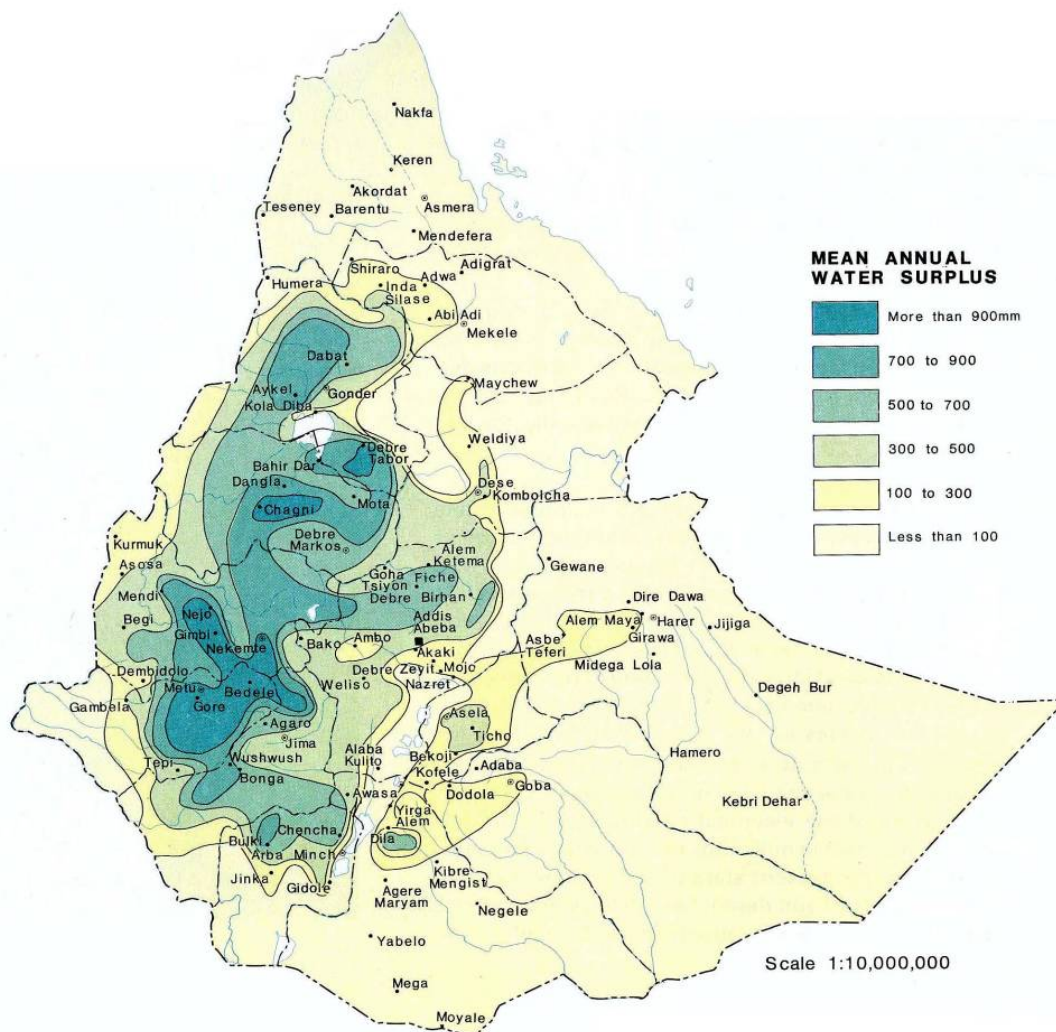 Nakfa
Keren
Akordat
Teseney
Barentu
Asmera
Mendefera
Shiraro
Adwa
Adigrat
Humera
Inda
Silase
Abi Adi
Mekele
Dabat
Maychew
Aykel
Gonder
Kola Diba
Debre
Tabor
Weldiya
Bahir Dar
Dangla
Dese
Kombolcha
Chagni
Mota
Debre
Markos
Kurmuk
Asosa
Alem
Ketema
Goha
Tsiyon
Fiche
Gewane
Mendi
Debre
Birhan
Dire Dawa
Nejo
Begi
Gimbi
Addis
Abeba
Alem Maya
Harer
Jijiga
Girawa
Nekemte
Bako
Ambo
Asbe
Teferi
Akaki
Midega Lola
Dembidolo
Debre
Zeyit
Mojo
Metu
Bedele
Weliso
Nazret
Degeh Bur
Gambela
Gore
Asela
Agaro
Ticho
Jima
Alaba
Kulito
Hamero
Tepi
Wushwush
Bekoji
Bonga
Kofele
Adaba
Goba
Awasa
Dodola
Kebri Dehar
Yirga
Alem
Chencha
Bulki
Dila
Arba Minch
Jinka
Kibre
Mengist
Gidole
Agere
Maryam
Negele
Yabelo
Mega
Moyale
MEAN ANNUAL
WATER SURPLUS
More than 900mm
700 to 900
500 to 700
300 to 500
100 to 300
Less than 100
Scale 1:10,000,000